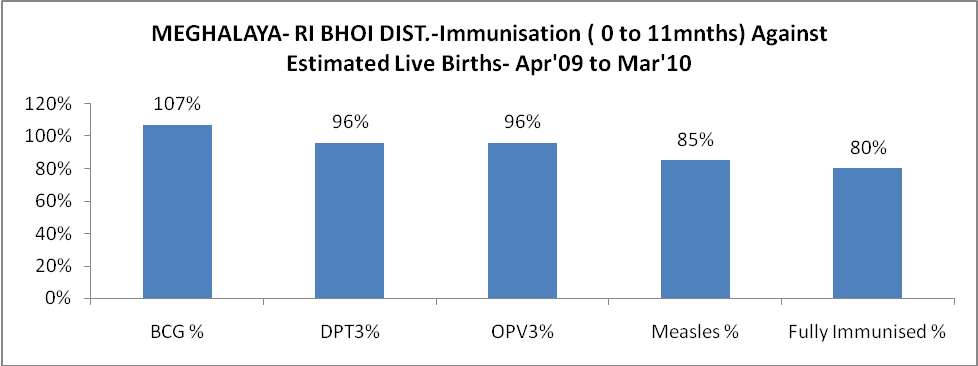 MEGHALAYA- RI BHOI DIST.-Immunisation ( 0 to 11mnths) Against
Estimated Live Births- Apr'09 to Mar'10
120%
100%
80%
60%
40%
20%
0%
107%
96%
96%
85%
80%
BCG %
DPT3%
OPV3%
Measles %
Fully Immunised %